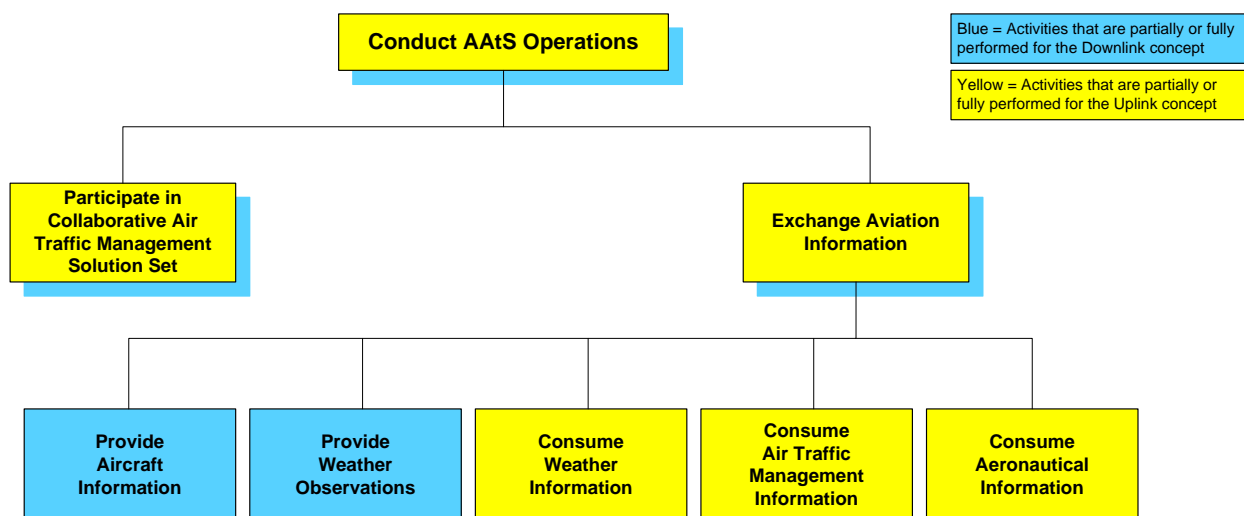 Conduct AAtS Operations
Blue = Activities that are partially or fully
performed for the Downlink concept
Yellow = Activities that are partially or
fully performed for the Uplink concept
Participate in
Collaborative Air
Traffic Management
Solution Set
Exchange Aviation
Information
Provide
Aircraft
Information
Provide
Weather
Observations
Consume
Weather
Information
Consume
Air Traffic
Management
Information
Consume
Aeronautical
Information